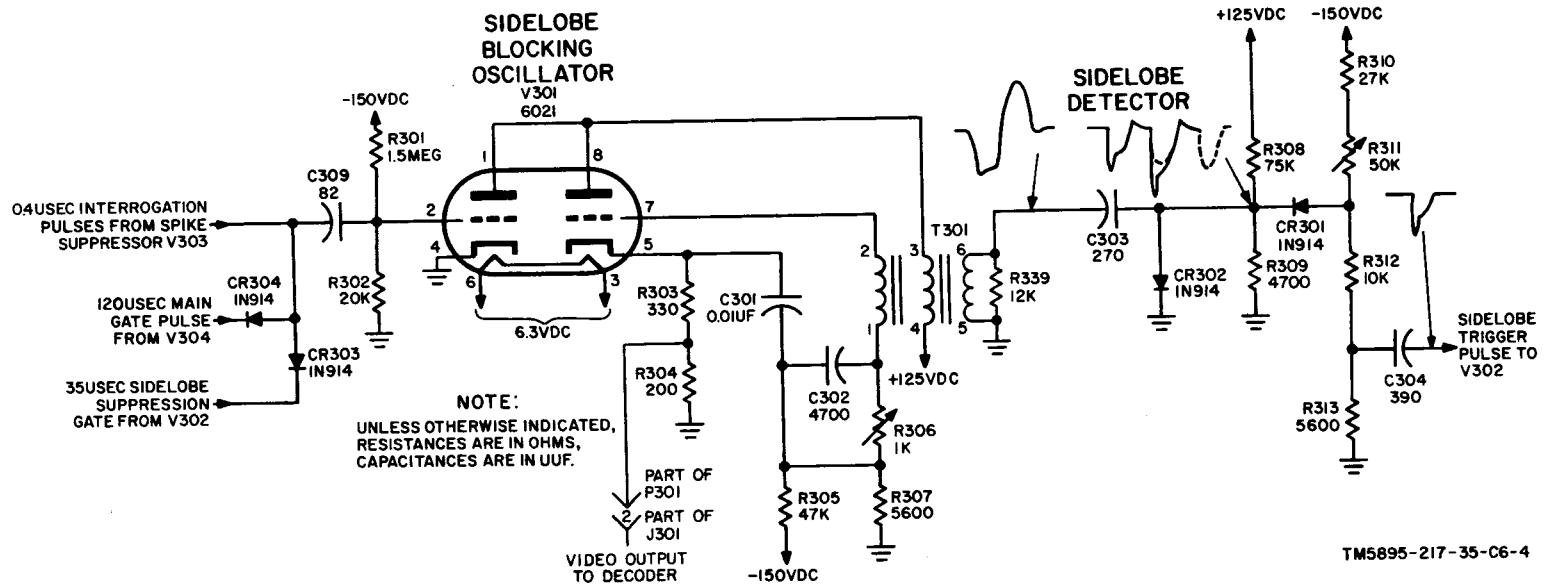 SIDELOBE
BLOCKING
OSCILLATOR
V301
6021
-150VDC
R301
1.5MEG
C309
82
0.4USEC INTERROGATION
PULSES FROM SPIKE
SUPPRESSOR V303
CR304
1N914
120USEC MAIN
GATE PULSE
FROM V304
CR303
1N914
35USEC SIDELOBE
SUPPRESSION
GATE FROM V302
R302
20K
1
8
2
7
4
5
6
3
6.3VDC
R303
330
R304
200
C301
0.01UF
C302
4700
R306
1K
R305
47K
R307
5600
-150VDC
NOTE:
UNLESS OTHERWISE INDICATED,
RESISTANCES ARE IN OHMS,
CAPACITANCES ARE IN UUF.
PART OF
P301
2
PART OF
J301
VIDEO OUTPUT
TO DECODER
T301
2
3
6
1
4
5
+125VDC
R339
12K
SIDELOBE
DETECTOR
C303
270
CR302
1N914
+125VDC
-150VDC
R308
75K
R309
4700
CR301
1N914
R310
27K
R311
50K
R312
10K
C304
390
R313
5600
SIDELOBE
TRIGGER
PULSE TO
V302
TM5895-217-35-C6-4